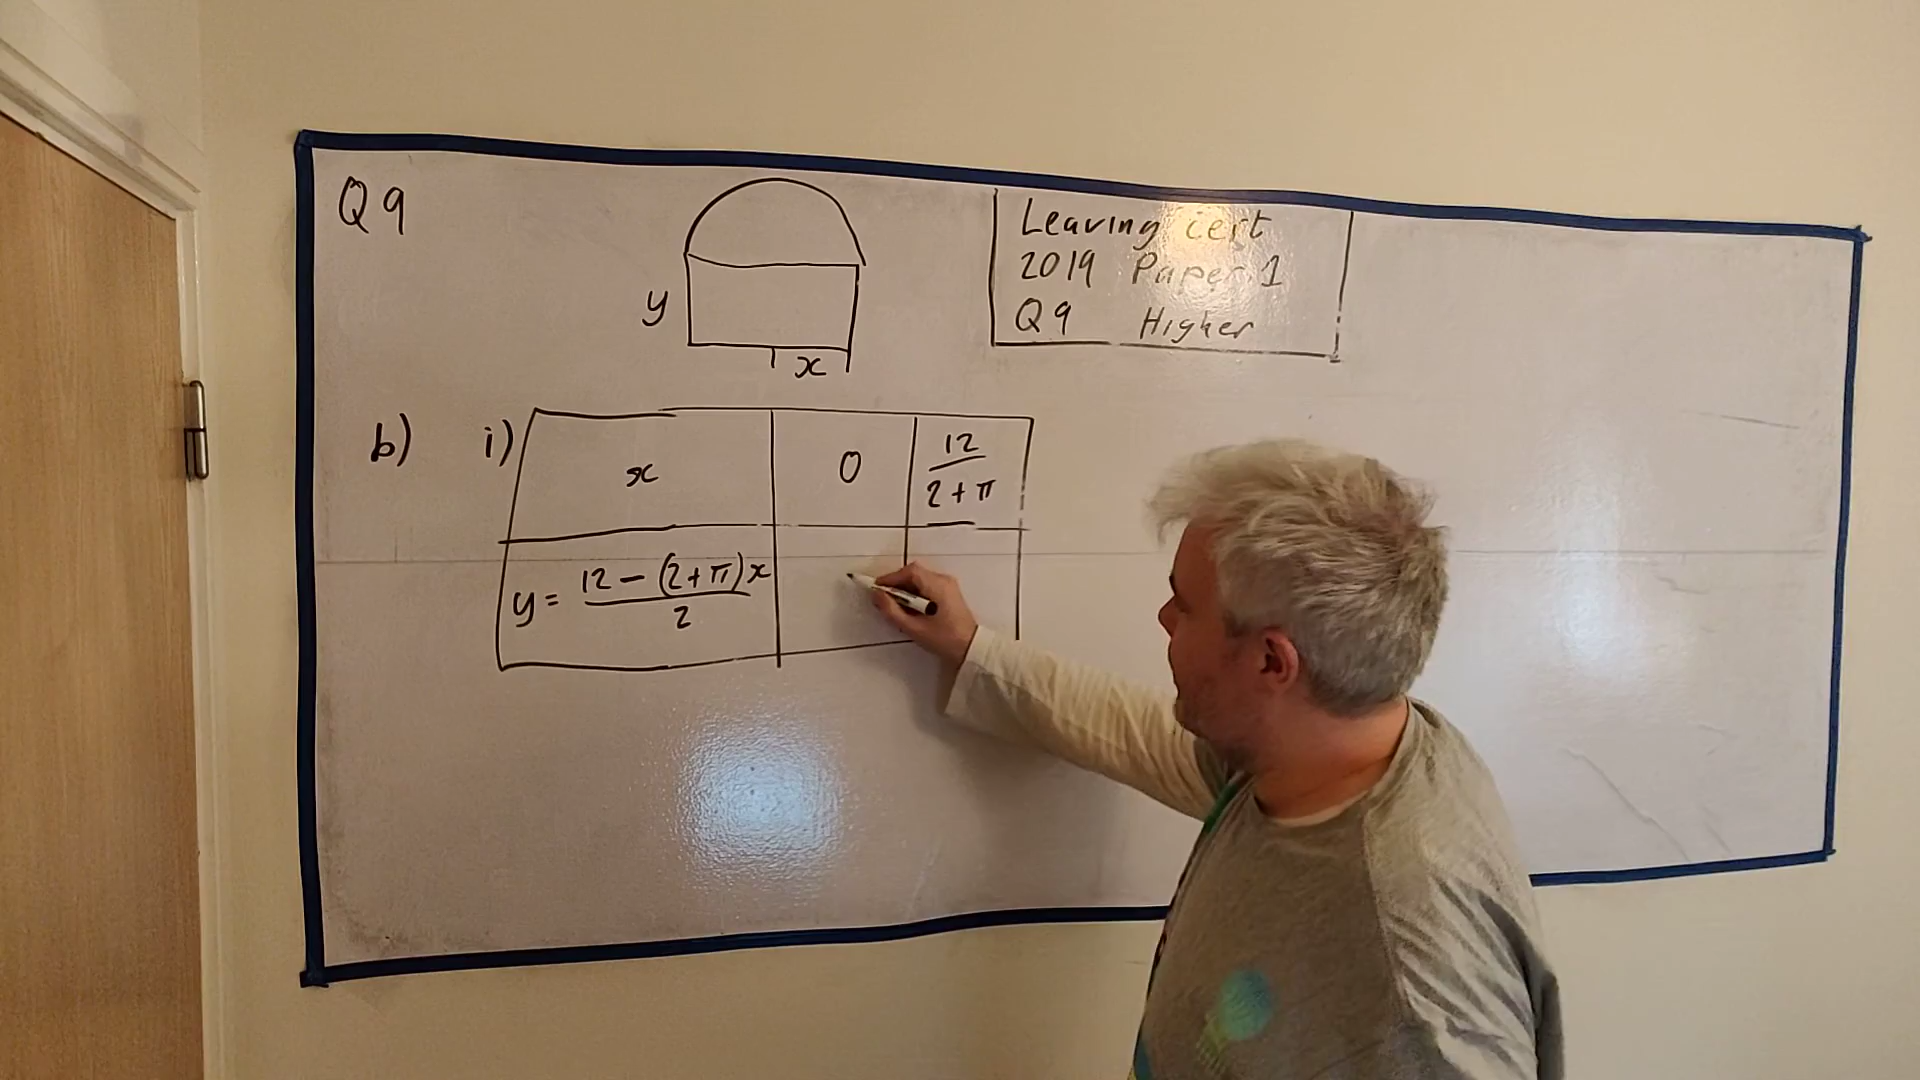 Q9
y
x
Leaving cert
2019 Paper 1
Q9 Higher
b) i)
x 0 12/(2+π)
y = (12 - (2+π)x)/2